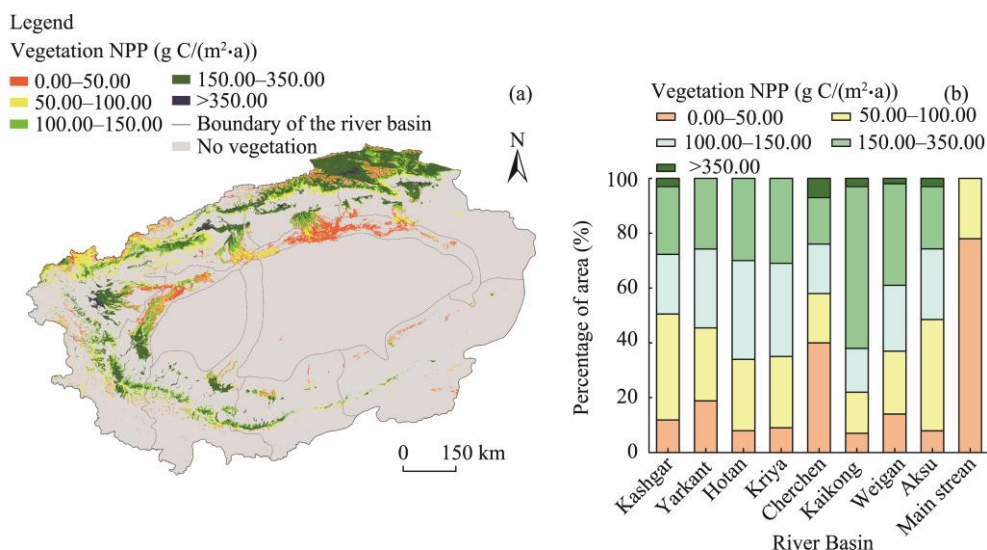 Legend
Vegetation NPP (g C/(m²·a))
0.00–50.00 150.00–350.00
50.00–100.00 >350.00
100.00–150.00 Boundary of the river basin
No vegetation
(a)
N
0 150 km
Vegetation NPP (g C/(m²·a)) (b)
0.00–50.00 50.00–100.00
100.00–150.00 150.00–350.00
>350.00
Percentage of area (%)
100
80
60
40
20
0
Kashgar
Yarkant
Hotan
Kriya
Cherchen
Kaikong
Weigan
Aksu
Main strean
River Basin